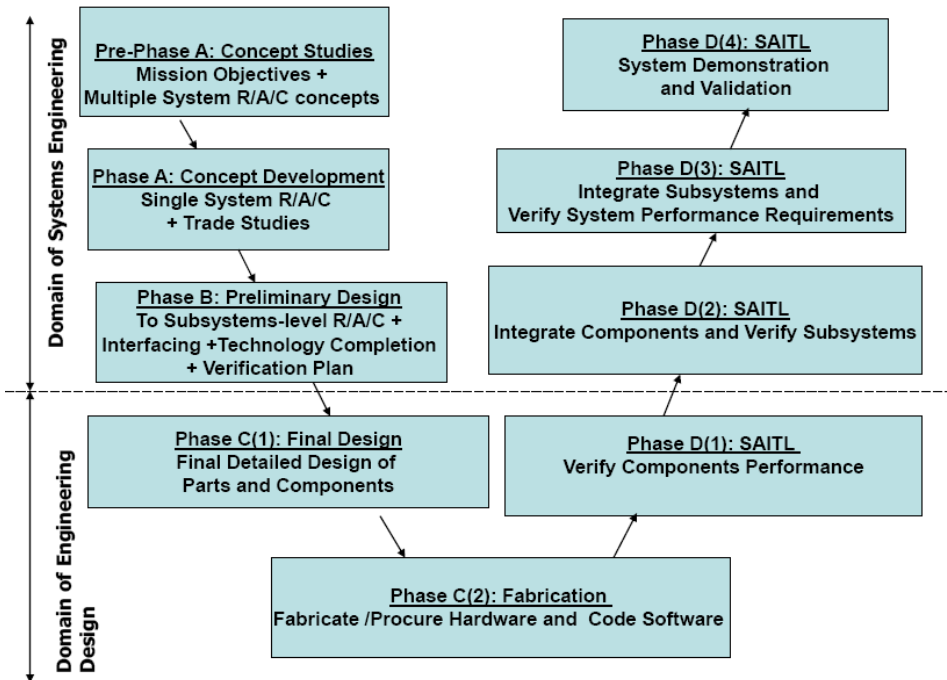 Domain of Systems Engineering
Pre-Phase A: Concept Studies
Mission Objectives +
Multiple System R/A/C concepts
Phase A: Concept Development
Single System R/A/C
+ Trade Studies
Phase B: Preliminary Design
To Subsystems-level R/A/C +
Interfacing +Technology Completion
+ Verification Plan
Domain of Engineering
Design
Phase C(1): Final Design
Final Detailed Design of
Parts and Components
Phase C(2): Fabrication
Fabricate /Procure Hardware and Code Software
Phase D(1): SAITL
Verify Components Performance
Phase D(2): SAITL
Integrate Components and Verify Subsystems
Phase D(3): SAITL
Integrate Subsystems and
Verify System Performance Requirements
Phase D(4): SAITL
System Demonstration
and Validation